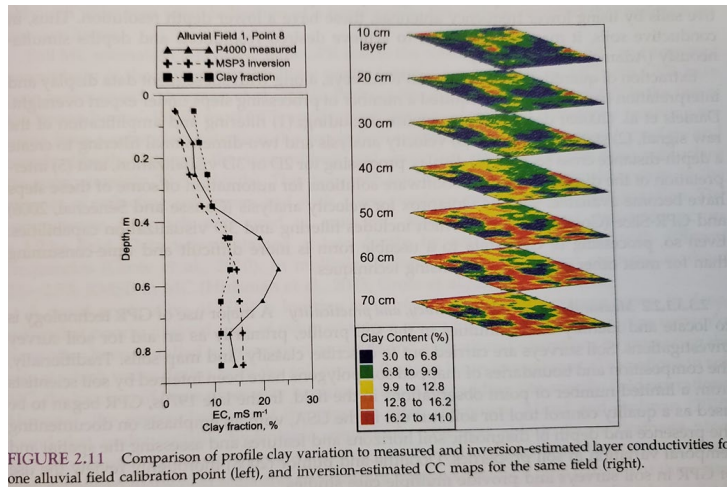 Alluvial Field 1, Point 8
P4000 measured
MSP3 inversion
Clay fraction
0
0.2
0.4
0.6
0.8
Depth, m
0
10
20
30
EC, mS m⁻¹
Clay fraction, %
10 cm
layer
20 cm
30 cm
40 cm
50 cm
60 cm
70 cm
Clay Content (%)
3.0 to 6.8
6.8 to 9.9
9.9 to 12.8
12.8 to 16.2
16.2 to 41.0
FIGURE 2.11 Comparison of profile clay variation to measured and inversion-estimated layer conductivities
one alluvial field calibration point (left), and inversion-estimated CC maps for the same field (right).